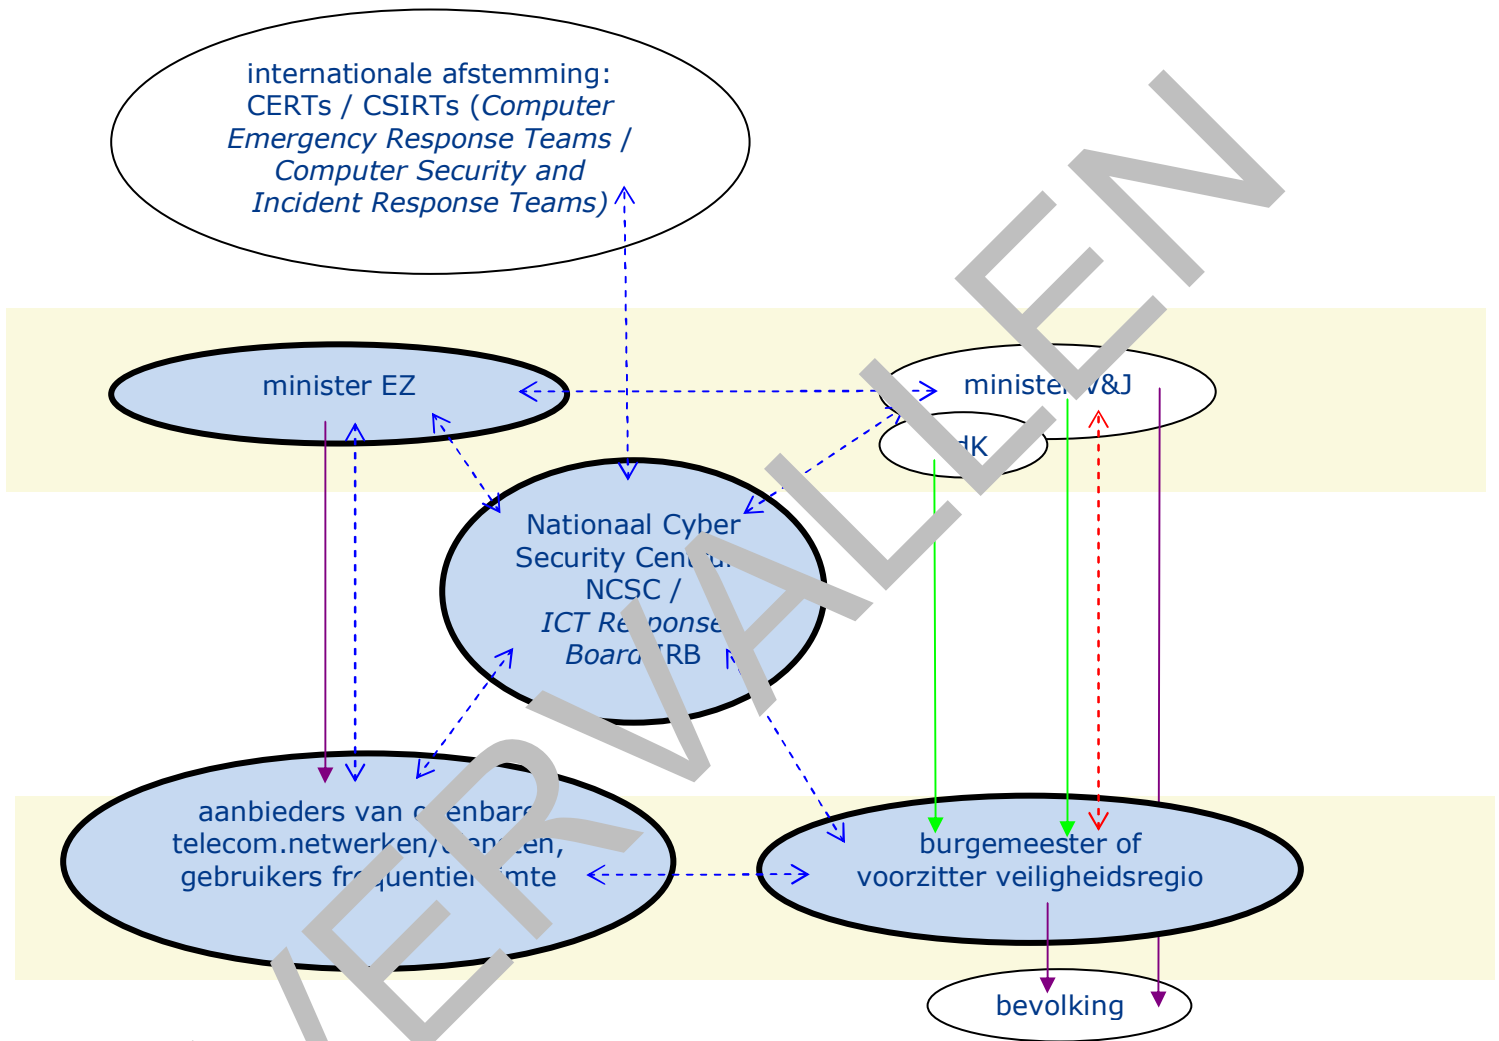 internationale afstemming:
CERTs / CSIRTs (Computer
Emergency Response Teams /
Computer Security and
Incident Response Teams)
minister EZ
minister V&J
Nationaal Cyber
Security
NCSC /
ICT Response
Board IRB
aanbieders van openbare
telecom.netwerken/diensten,
gebruikers frequentieruimte
burgemeester of
voorzitter veiligheidsregio
bevolking
VERVALLEN